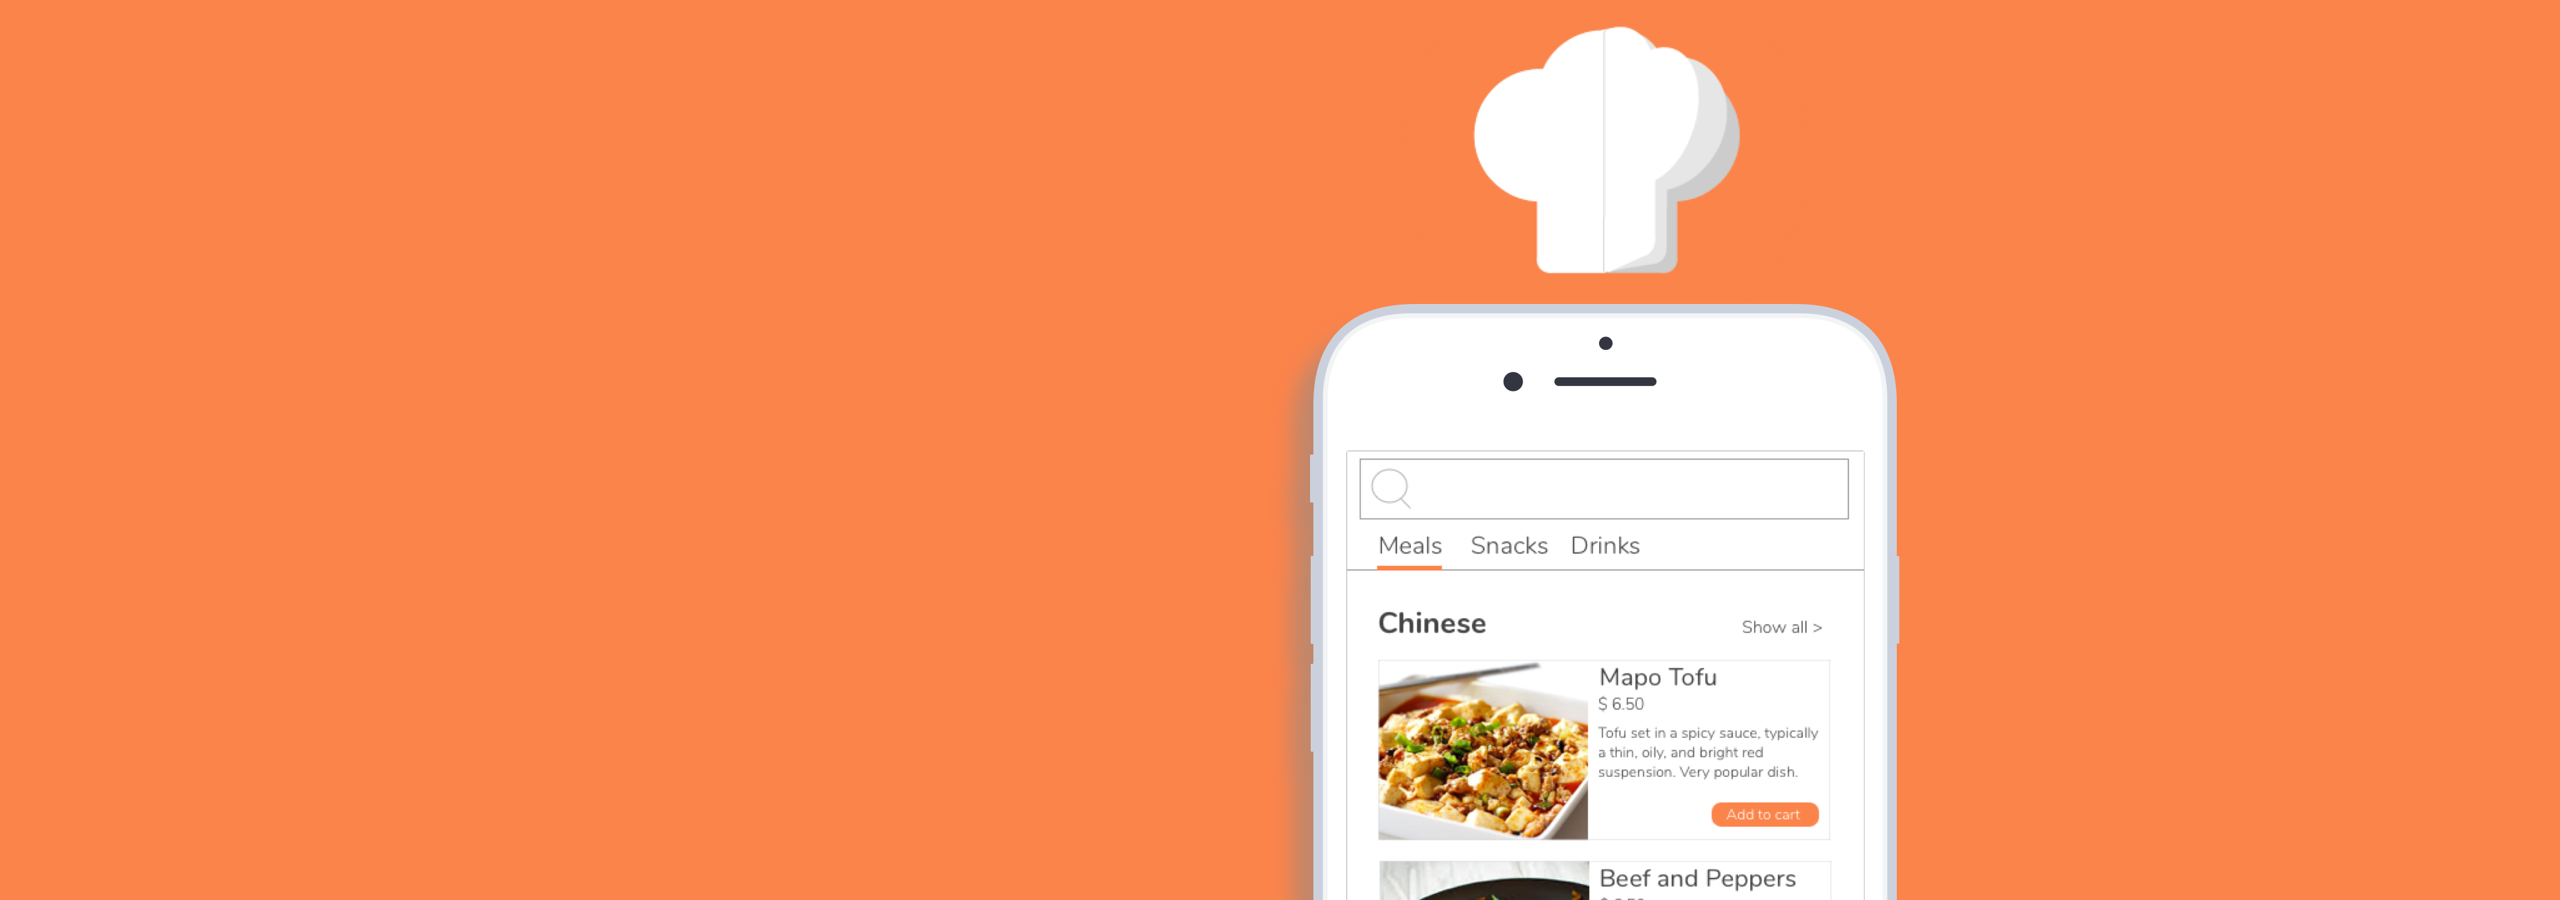 Meals Snacks Drinks
Chinese Show all >
Mapo Tofu
$ 6.50
Tofu set in a spicy sauce, typically
a thin, oily, and bright red
suspension. Very popular dish.
Add to cart
Beef and Peppers